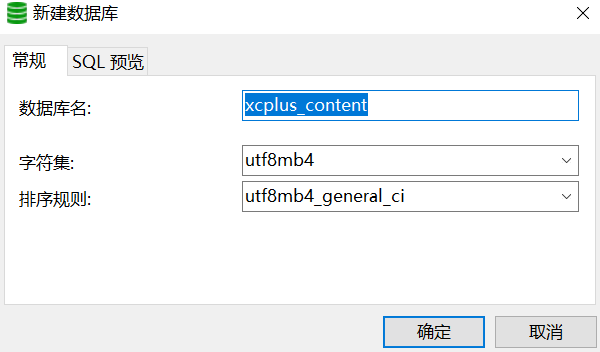 新建数据库
常规 SQL 预览
数据库名: xcplus_content
字符集: utf8mb4
排序规则: utf8mb4_general_ci
确定 取消